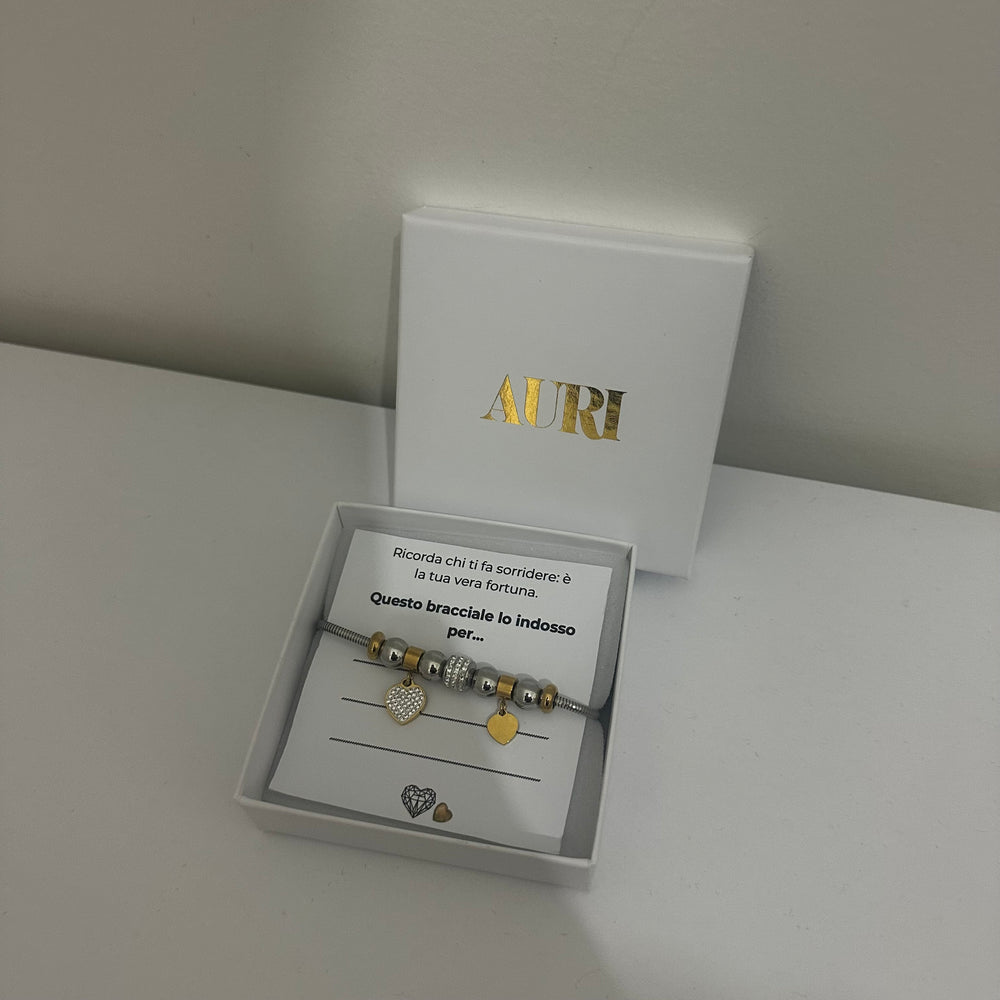 AURI
Ricorda chi ti fa sorridere: è
la tua vera fortuna.
Questo bracciale lo indosso
per...